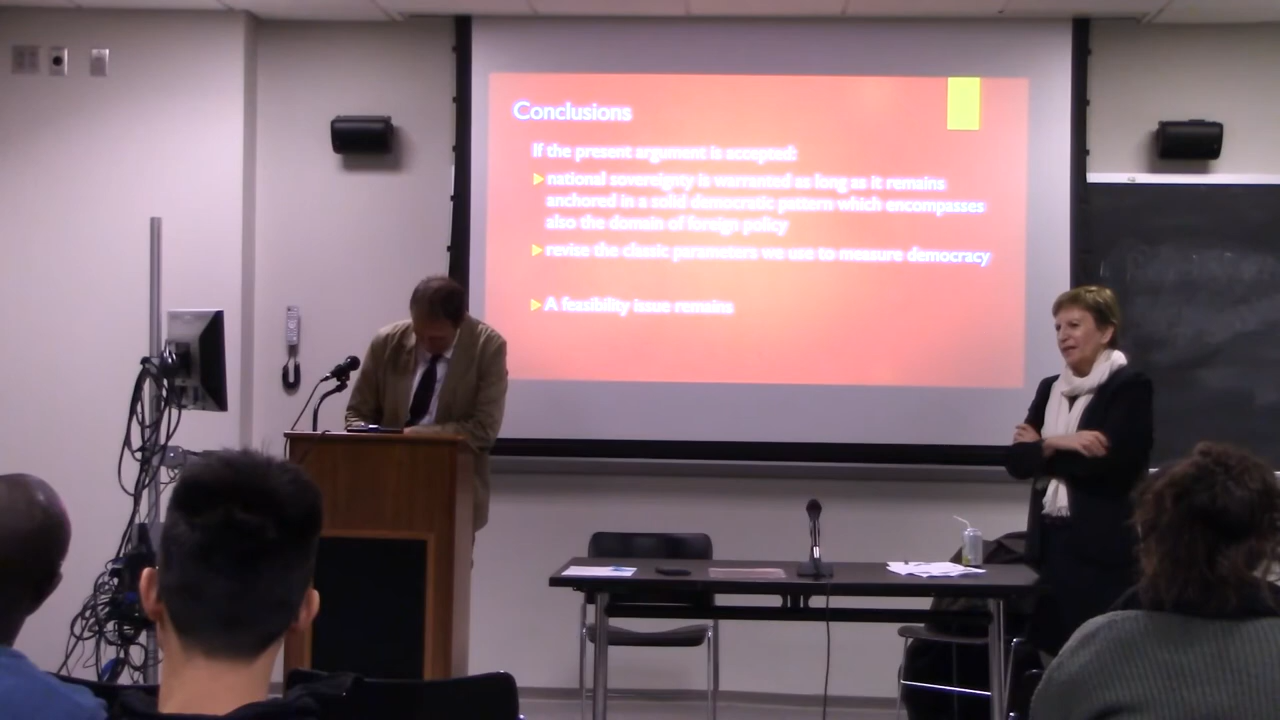 Conclusions
If the present argument is accepted:
national sovereignty is warranted as long as it remains
anchored in a solid democratic pattern which encompasses
also the domain of foreign policy
revise the classic parameters we use to measure democracy
A feasibility issue remains